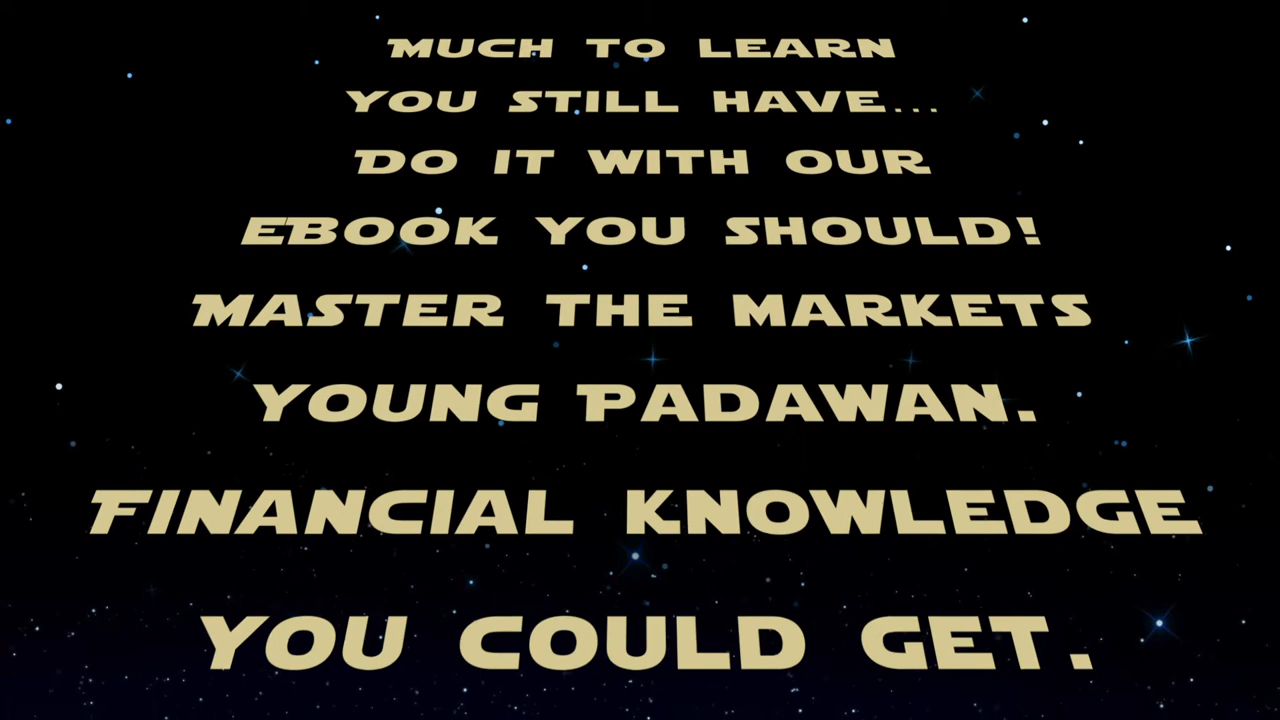 Much to learn
you still have...
Do it with our
eBook you should!
Master the markets
young Padawan.
Financial knowledge
you could get.